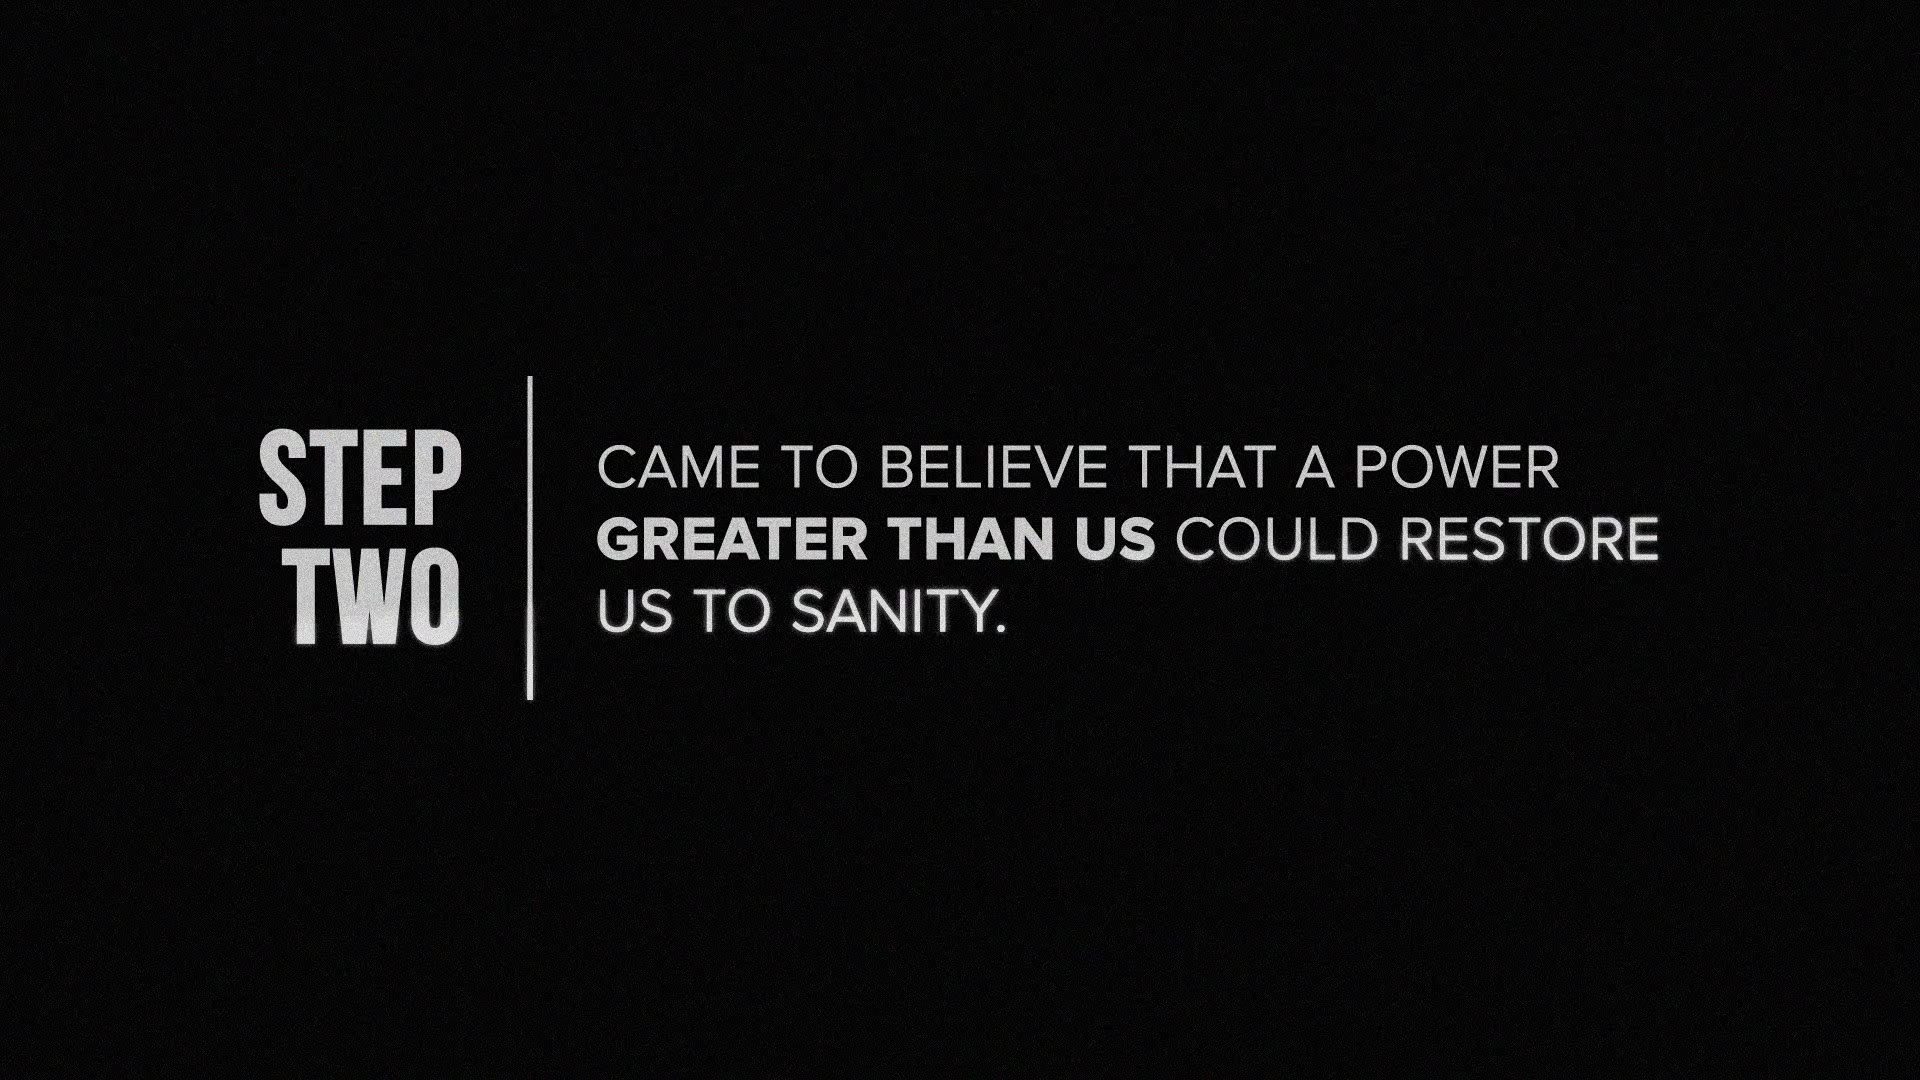 STEP
TWO
CAME TO BELIEVE THAT A POWER
GREATER THAN US COULD RESTORE
US TO SANITY.